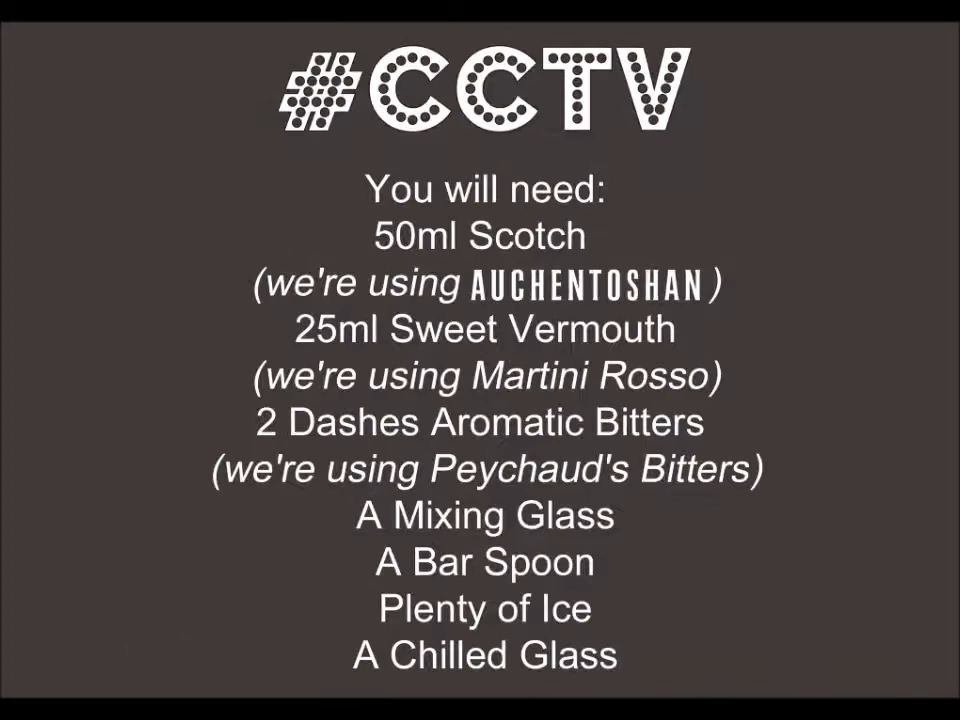 #CCTV
You will need:
50ml Scotch
(we're using AUCHENTOSHAN)
25ml Sweet Vermouth
(we're using Martini Rosso)
2 Dashes Aromatic Bitters
(we're using Peychaud's Bitters)
A Mixing Glass
A Bar Spoon
Plenty of Ice
A Chilled Glass